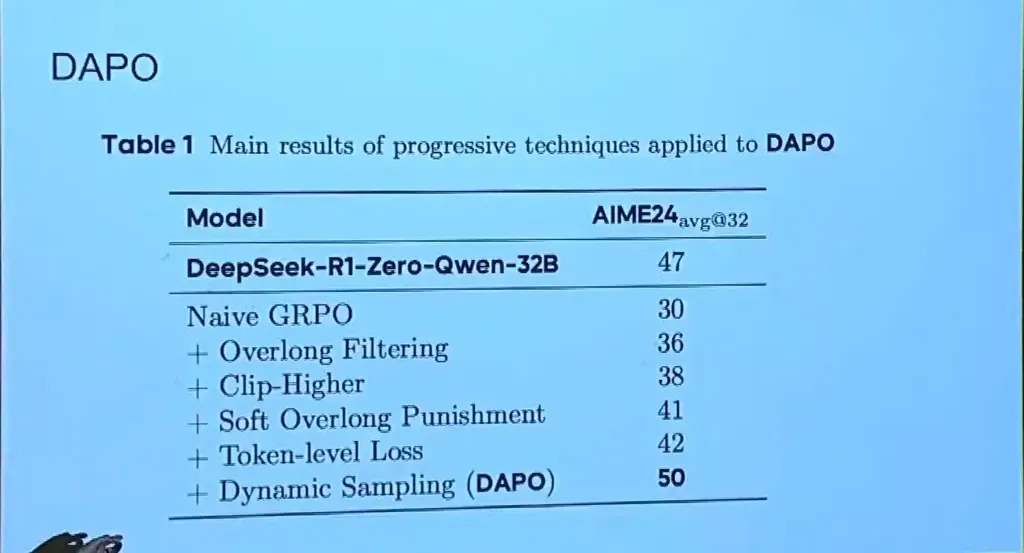 DAPO
Table 1 Main results of progressive techniques applied to DAPO
Model AIME24avg@32
DeepSeek-R1-Zero-Qwen-32B 47
Naive GRPO 30
+ Overlong Filtering 36
+ Clip-Higher 38
+ Soft Overlong Punishment 41
+ Token-level Loss 42
+ Dynamic Sampling (DAPO) 50